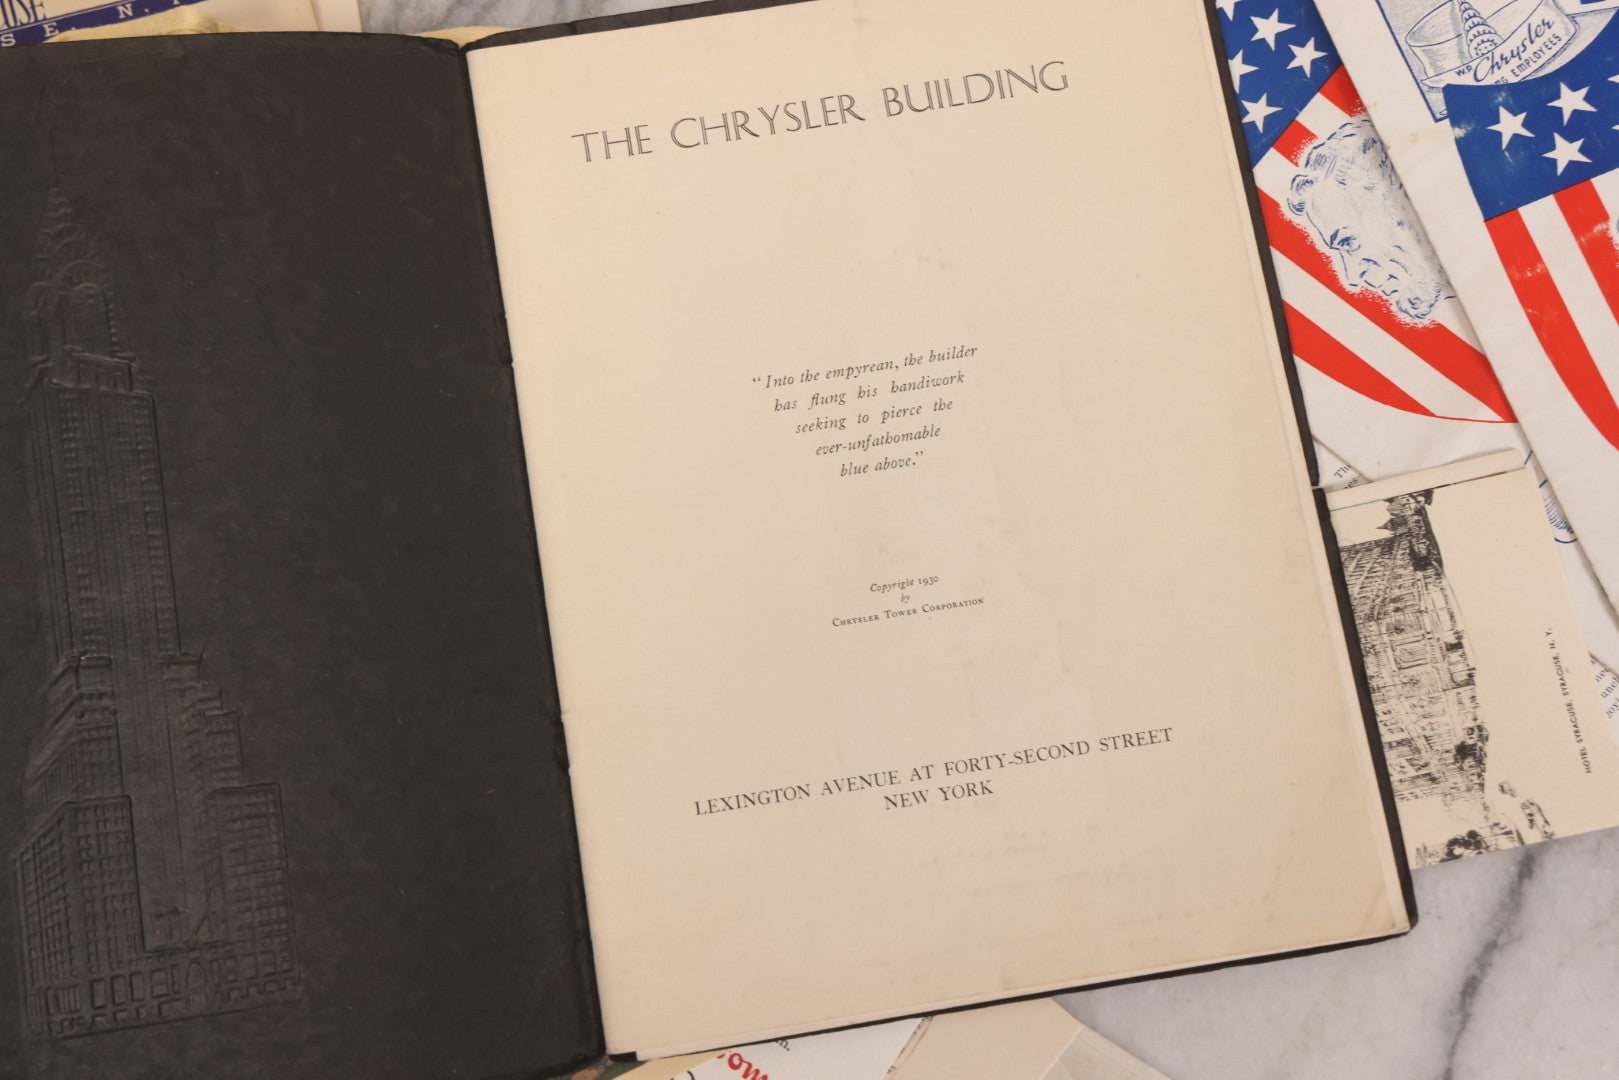 THE CHRYSLER BUILDING
“Into the empyrean, the builder
has flung his handiwork
seeking to pierce the
ever-unfathomable
blue above.”
Copyright 1930
by
CHRYSLER TOWER CORPORATION
LEXINGTON AVENUE AT FORTY-SECOND STREET
NEW YORK
W.P. Chrysler
EMPLOYEES
HOTEL SYRACUSE, SYRACUSE, N. Y.